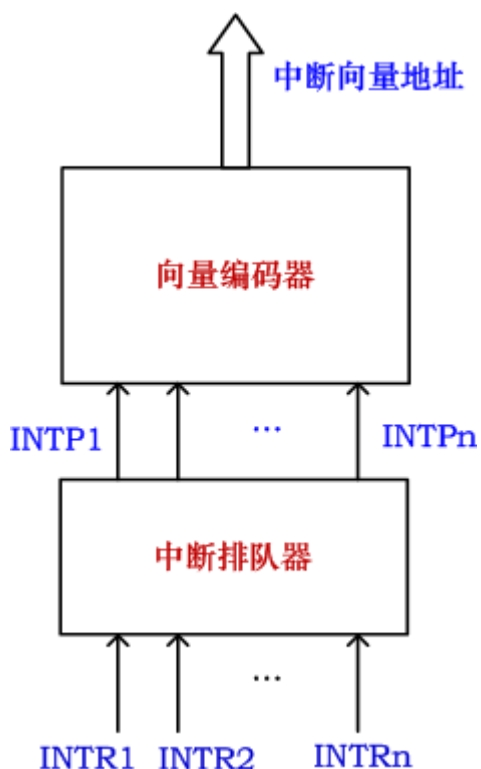 中断向量地址
向量编码器
INTP1 ... INTPn
中断排队器
...
INTR1 INTR2 INTRn